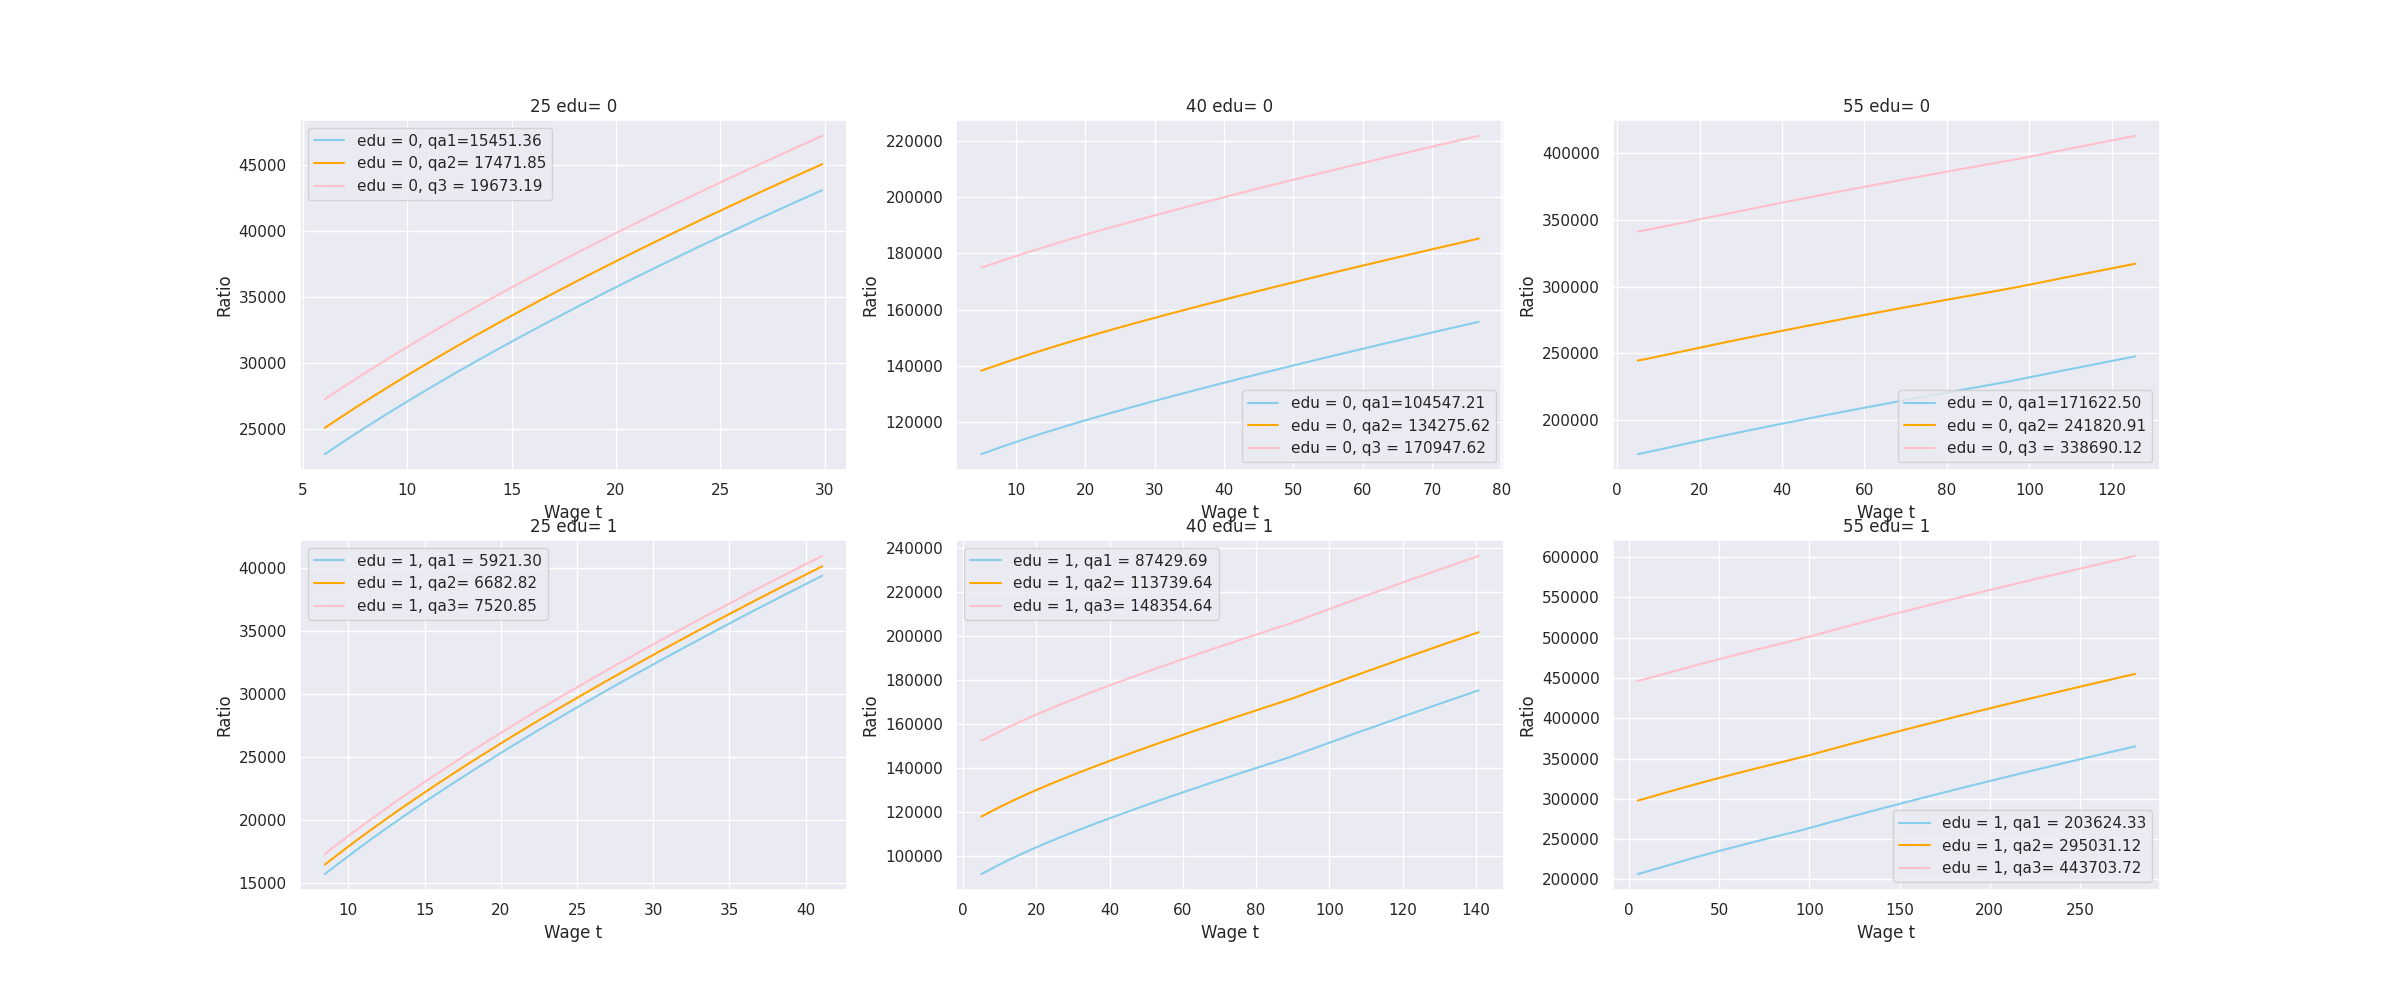 25 edu= 0
edu = 0, qa1=15451.36
edu = 0, qa2= 17471.85
edu = 0, q3 = 19673.19
45000
40000
35000
30000
25000
Ratio
5 10 15 20 25 30
Wage t
40 edu= 0
220000
200000
180000
160000
140000
120000
Ratio
edu = 0, qa1=104547.21
edu = 0, qa2= 134275.62
edu = 0, q3 = 170947.62
10 20 30 40 50 60 70 80
Wage t
55 edu= 0
400000
350000
300000
250000
200000
Ratio
edu = 0, qa1=171622.50
edu = 0, qa2= 241820.91
edu = 0, q3 = 338690.12
0 20 40 60 80 100 120
Wage t
25 edu= 1
edu = 1, qa1 = 5921.30
edu = 1, qa2= 6682.82
edu = 1, qa3= 7520.85
40000
35000
30000
25000
20000
15000
Ratio
10 15 20 25 30 35 40
Wage t
40 edu= 1
edu = 1, qa1 = 87429.69
edu = 1, qa2= 113739.64
edu = 1, qa3= 148354.64
240000
220000
200000
180000
160000
140000
120000
100000
Ratio
0 20 40 60 80 100 120 140
Wage t
55 edu= 1
600000
550000
500000
450000
400000
350000
300000
250000
200000
Ratio
edu = 1, qa1 = 203624.33
edu = 1, qa2= 295031.12
edu = 1, qa3= 443703.72
0 50 100 150 200 250
Wage t